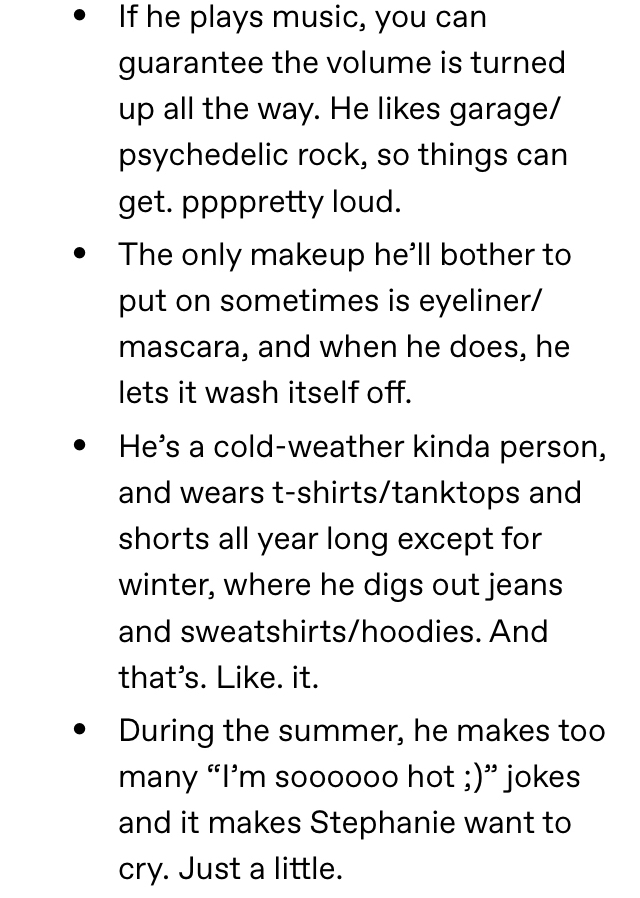 • If he plays music, you can
guarantee the volume is turned
up all the way. He likes garage/
psychedelic rock, so things can
get. ppppretty loud.
• The only makeup he’ll bother to
put on sometimes is eyeliner/
mascara, and when he does, he
lets it wash itself off.
• He’s a cold-weather kinda person,
and wears t-shirts/tanktops and
shorts all year long except for
winter, where he digs out jeans
and sweatshirts/hoodies. And
that’s. Like. it.
• During the summer, he makes too
many “I’m soooooo hot ;)” jokes
and it makes Stephanie want to
cry. Just a little.